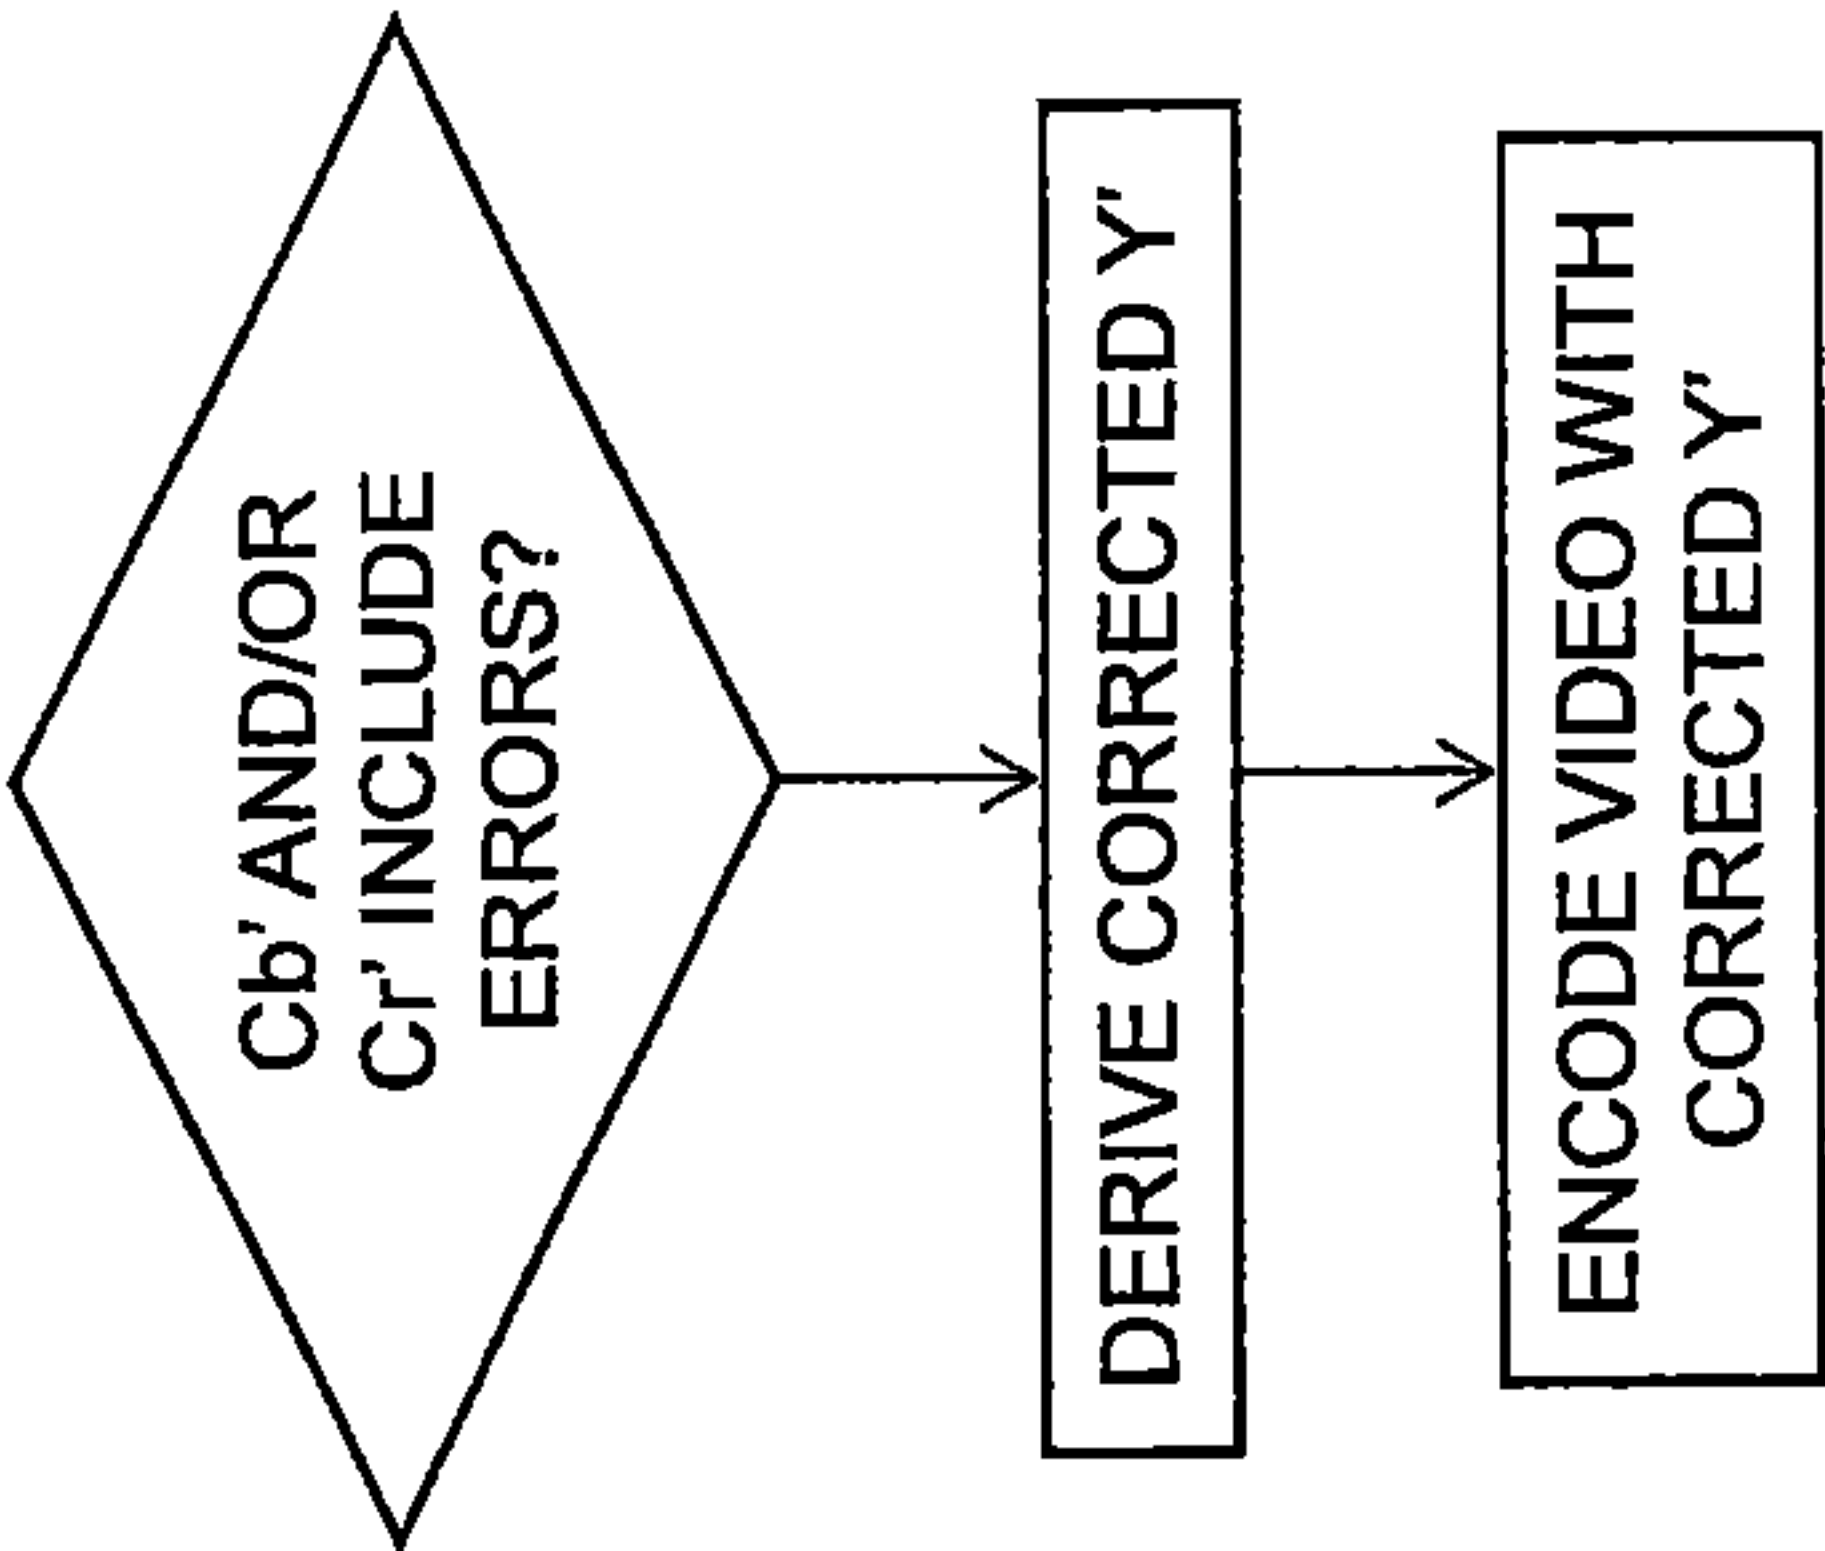 Cb' AND/OR
Cr' INCLUDE
ERRORS?
DERIVE CORRECTED Y'
ENCODE VIDEO WITH
CORRECTED Y'